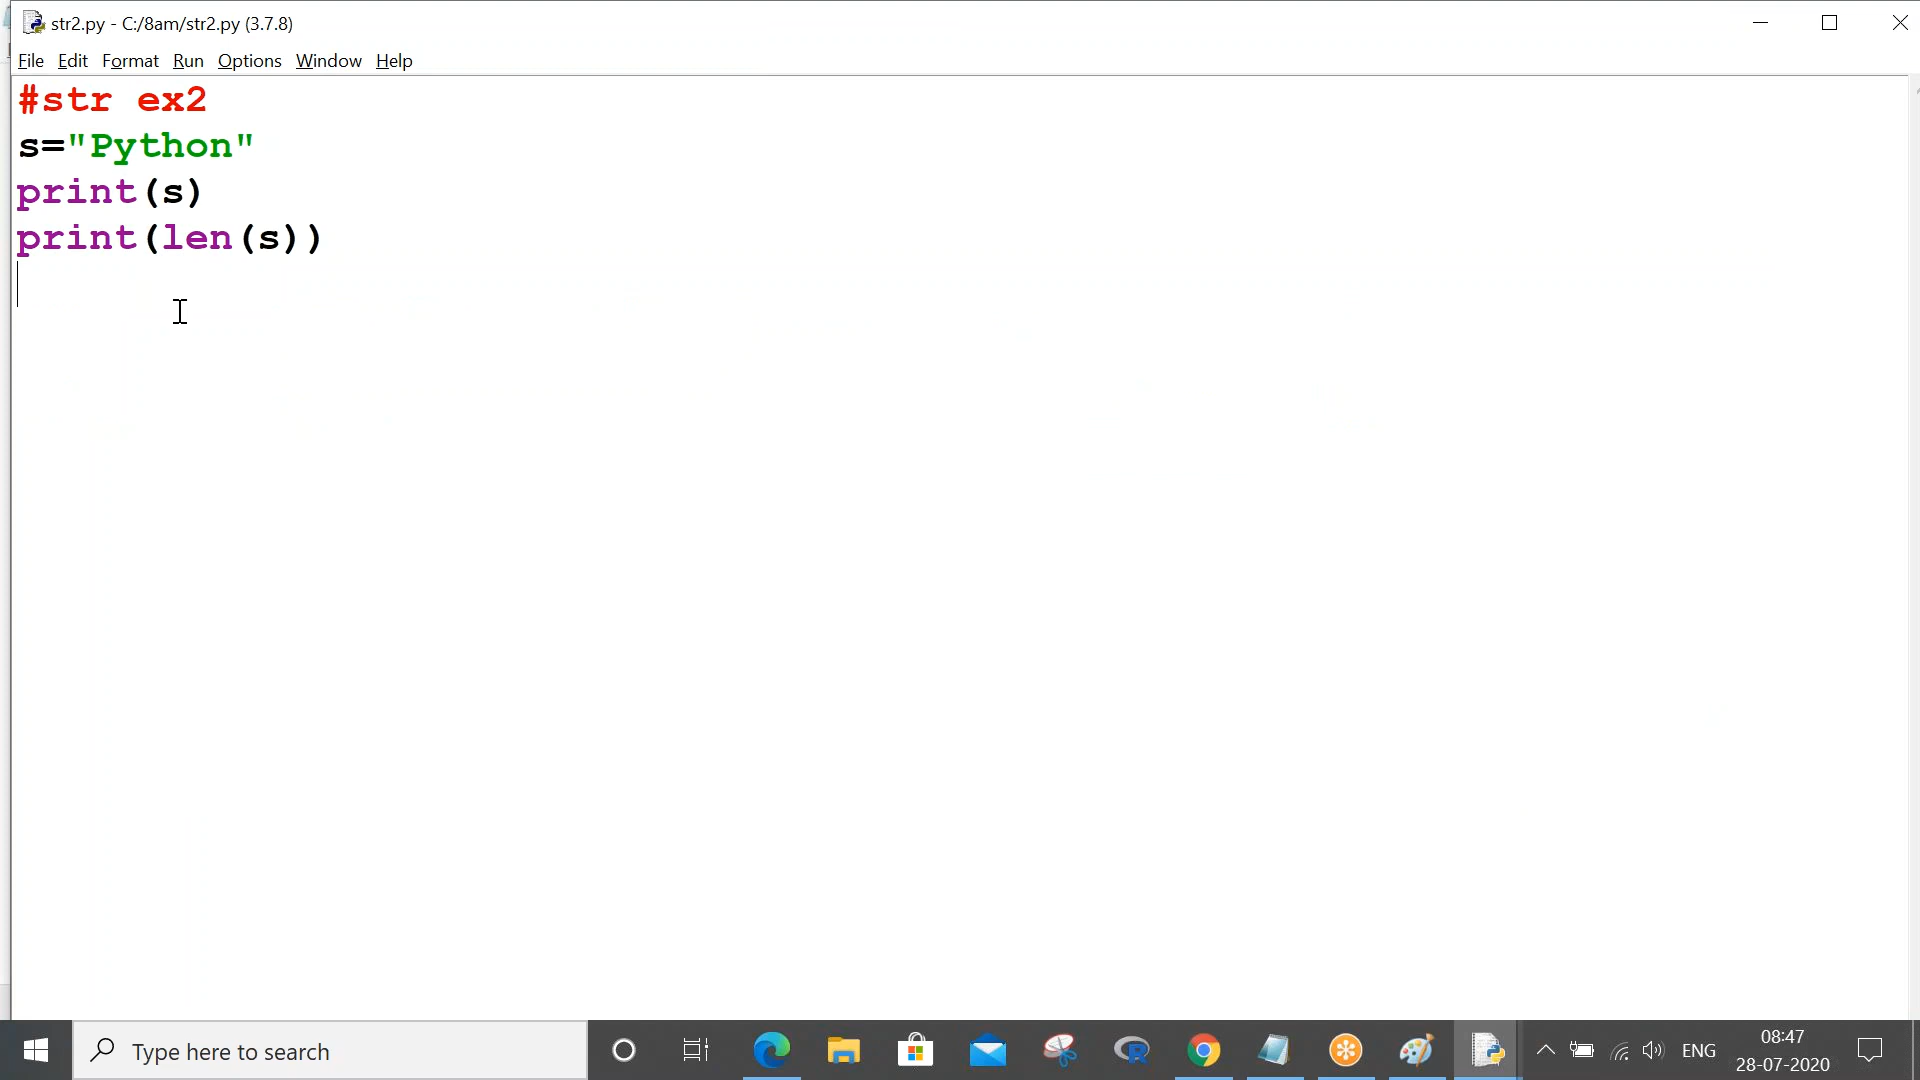 str2.py - C:/8am/str2.py (3.7.8)
File Edit Format Run Options Window Help
#str ex2
s="Python"
print(s)
print(len(s))
Type here to search
ENG
08:47
28-07-2020